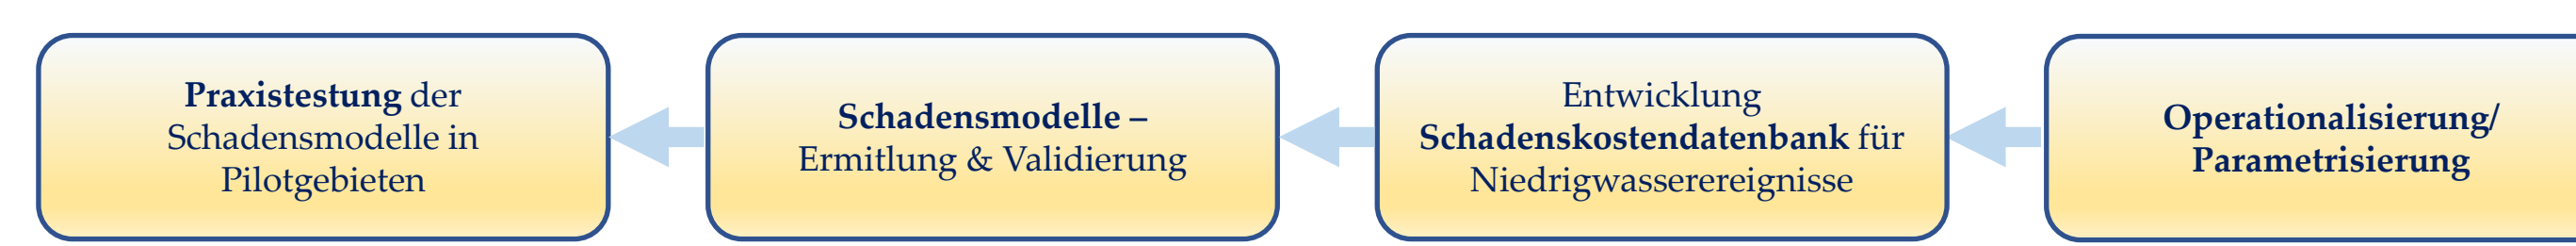 Praxistestung der
Schadensmodelle in
Pilotgebieten
Schadensmodelle –
Ermitlung & Validierung
Entwicklung
Schadenskostendatenbank für
Niedrigwasserereignisse
Operationalisierung/
Parametrisierung